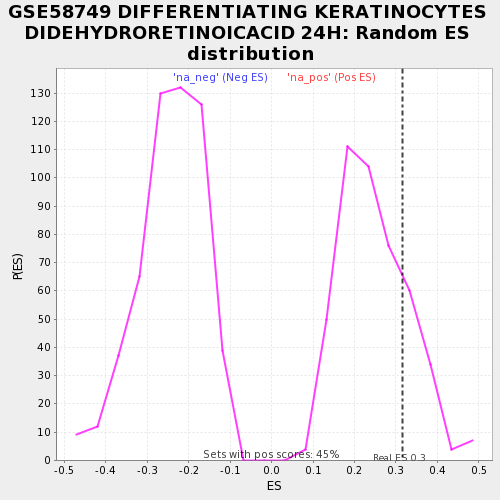 GSE58749 DIFFERENTIATING KERATINOCYTES
DIDEHYDRORETINOICACID 24H: Random ES
distribution
'na_neg' (Neg ES) 'na_pos' (Pos ES)
P(ES)
130
120
110
100
90
80
70
60
50
40
30
20
10
0
Sets with pos scores: 45%
Real ES 0.3
-0.5 -0.4 -0.3 -0.2 -0.1 0.0 0.1 0.2 0.3 0.4 0.5
ES